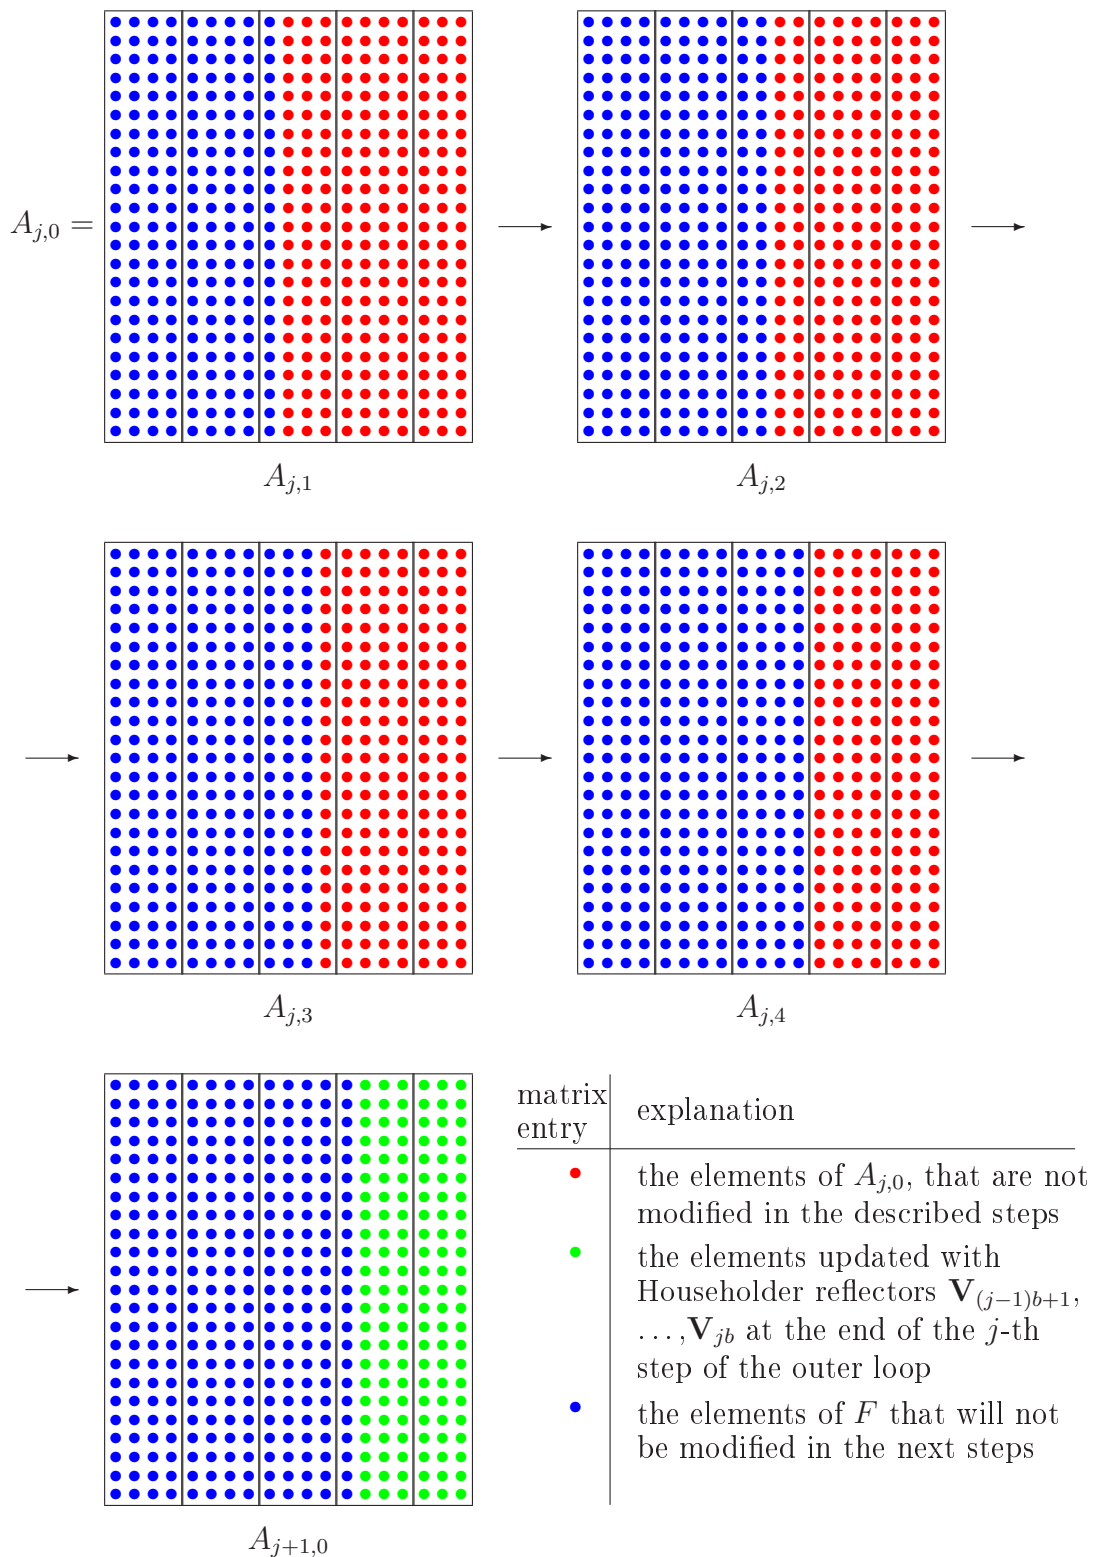 A_{j,0} =
A_{j,1}
A_{j,2}
A_{j,3}
A_{j,4}
A_{j+1,0}
matrix
entry
explanation
the elements of A_{j,0}, that are not
modified in the described steps
the elements updated with
Householder reflectors V_{(j−1)b+1},
…,V_{jb} at the end of the j-th
step of the outer loop
the elements of F that will not
be modified in the next steps